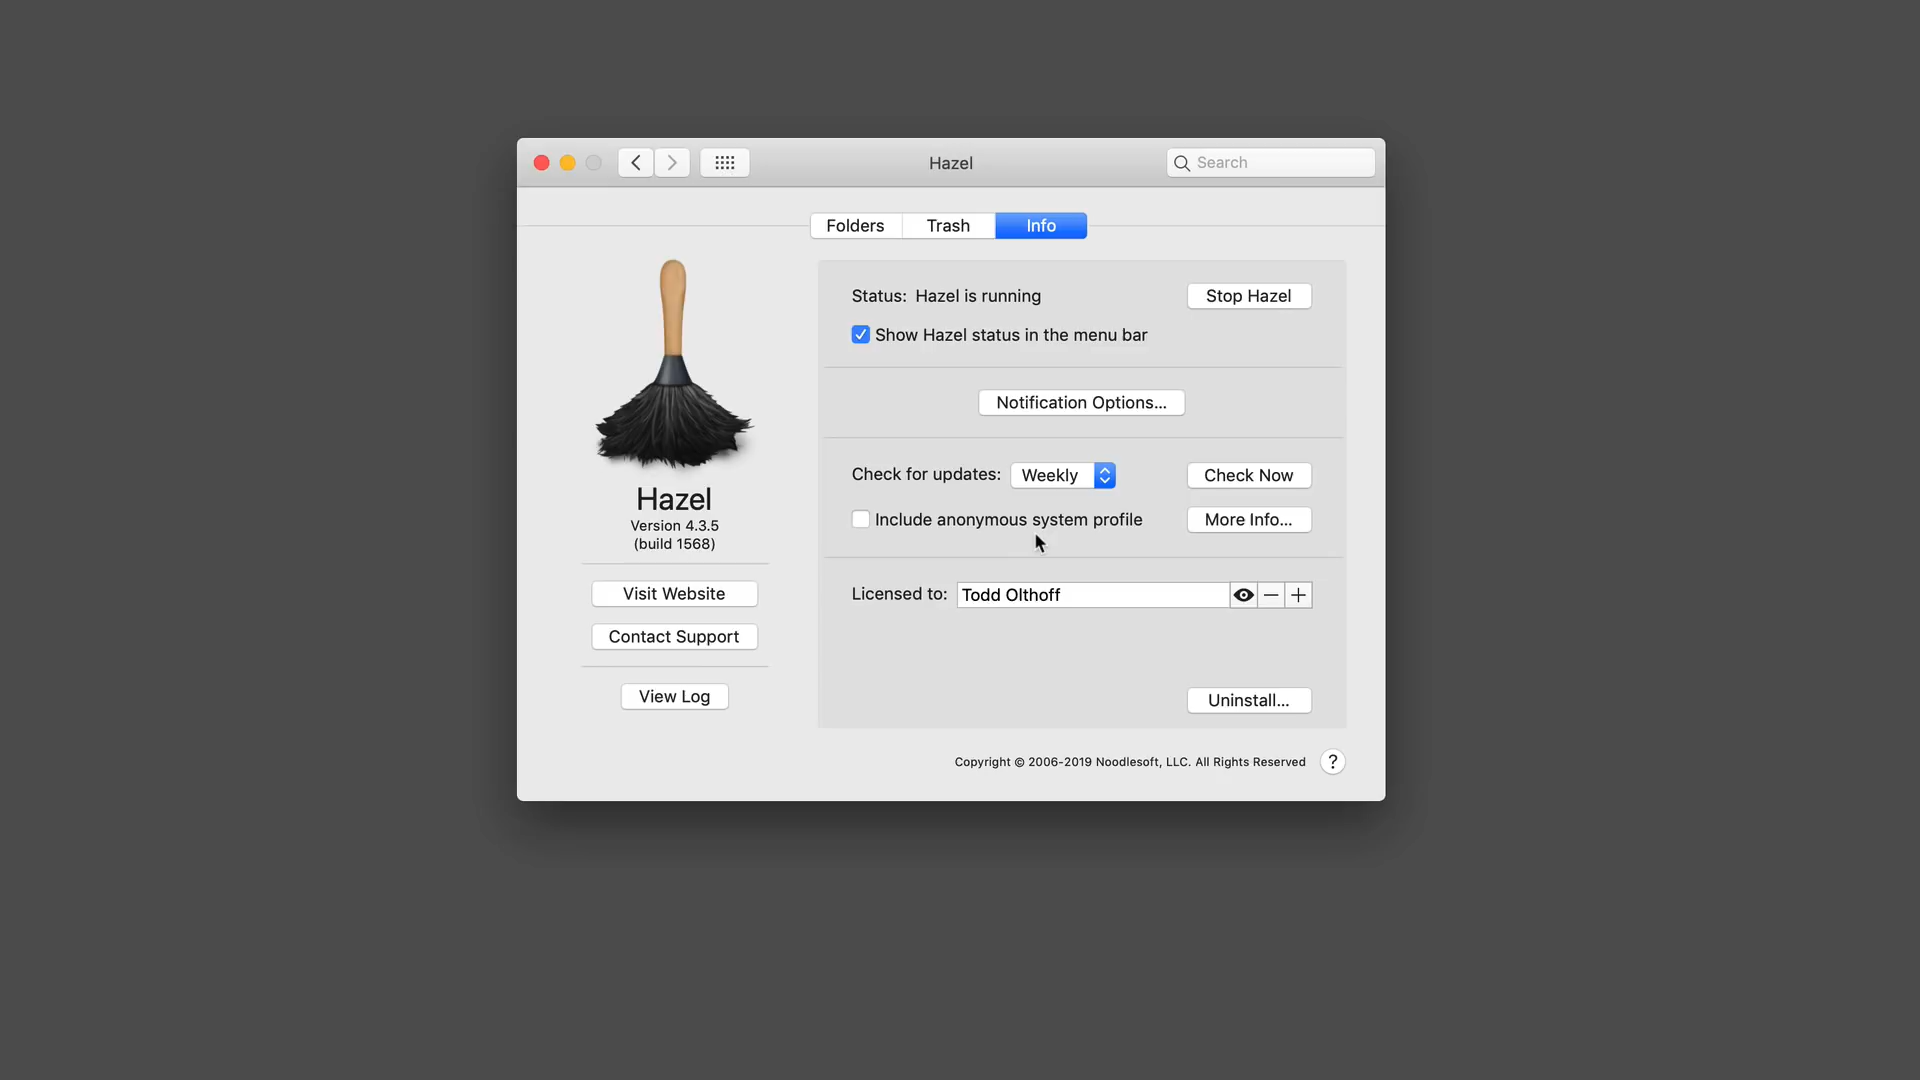 Hazel
Search
Folders
Trash
Info
Status: Hazel is running
Stop Hazel
Show Hazel status in the menu bar
Notification Options...
Check for updates:
Weekly
Check Now
Include anonymous system profile
More Info...
Licensed to:
Todd Olthoff
Uninstall...
Hazel
Version 4.3.5
(build 1568)
Visit Website
Contact Support
View Log
Copyright © 2006-2019 Noodlesoft, LLC. All Rights Reserved
?